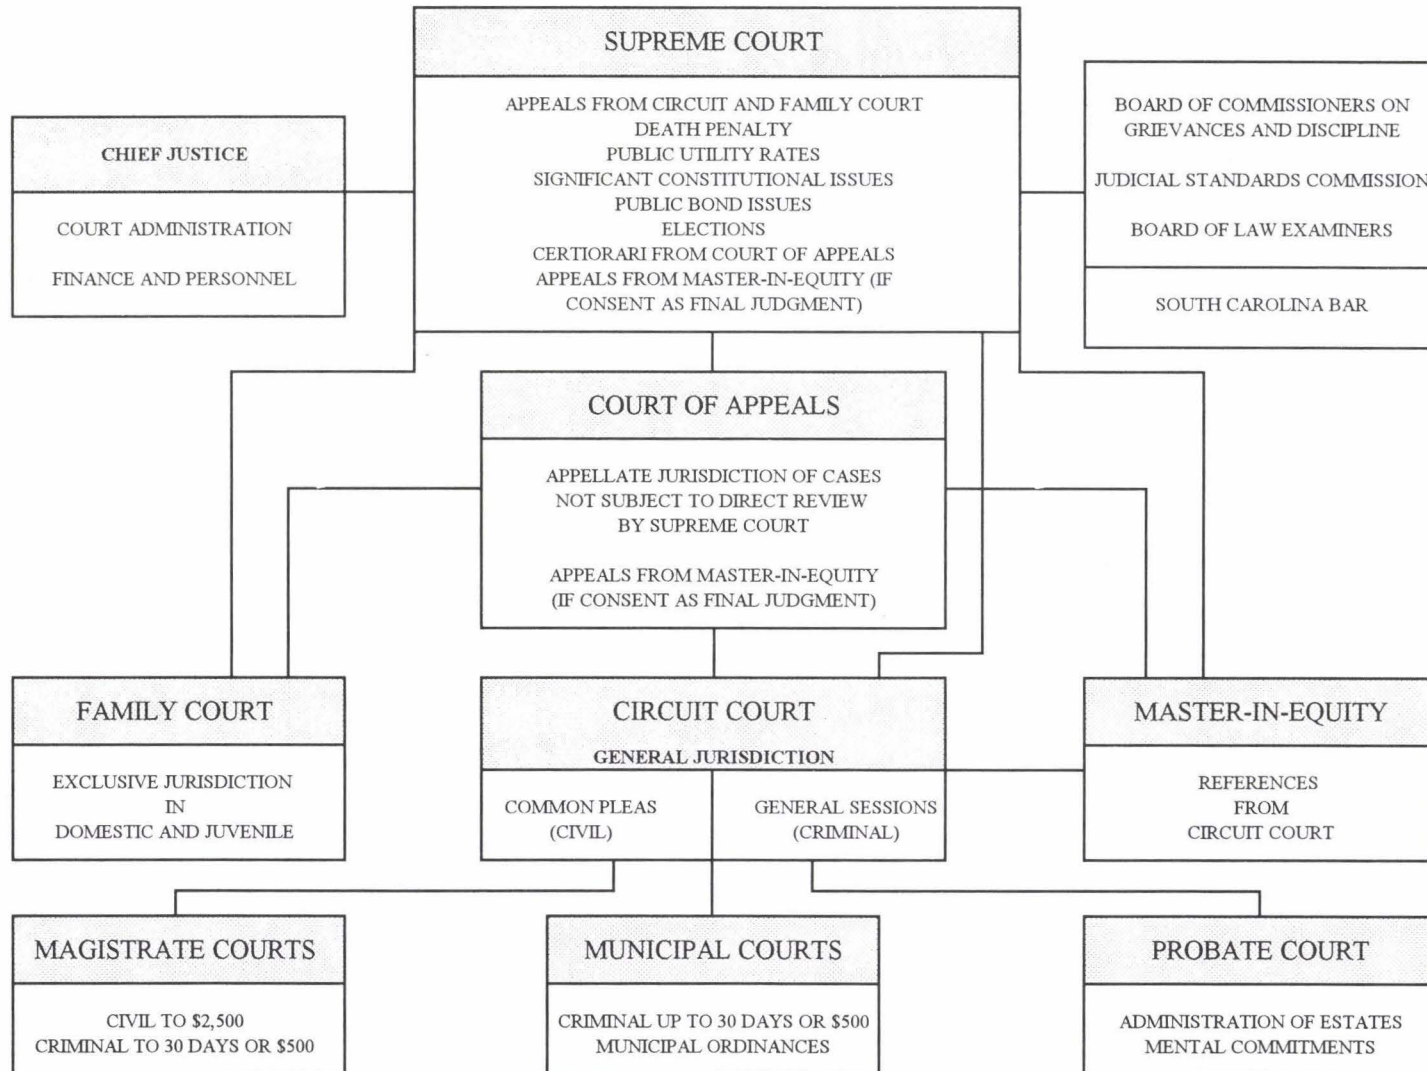 SUPREME COURT
APPEALS FROM CIRCUIT AND FAMILY COURT
DEATH PENALTY
PUBLIC UTILITY RATES
SIGNIFICANT CONSTITUTIONAL ISSUES
PUBLIC BOND ISSUES
ELECTIONS
CERTIORARI FROM COURT OF APPEALS
APPEALS FROM MASTER-IN-EQUITY (IF
CONSENT AS FINAL JUDGMENT)
CHIEF JUSTICE
COURT ADMINISTRATION
FINANCE AND PERSONNEL
BOARD OF COMMISSIONERS ON
GRIEVANCES AND DISCIPLINE
JUDICIAL STANDARDS COMMISSION
BOARD OF LAW EXAMINERS
SOUTH CAROLINA BAR
COURT OF APPEALS
APPELLATE JURISDICTION OF CASES
NOT SUBJECT TO DIRECT REVIEW
BY SUPREME COURT
APPEALS FROM MASTER-IN-EQUITY
(IF CONSENT AS FINAL JUDGMENT)
FAMILY COURT
EXCLUSIVE JURISDICTION
IN
DOMESTIC AND JUVENILE
CIRCUIT COURT
GENERAL JURISDICTION
COMMON PLEAS
(CIVIL)
GENERAL SESSIONS
(CRIMINAL)
MASTER-IN-EQUITY
REFERENCES
FROM
CIRCUIT COURT
MAGISTRATE COURTS
CIVIL TO $2,500
CRIMINAL TO 30 DAYS OR $500
MUNICIPAL COURTS
CRIMINAL UP TO 30 DAYS OR $500
MUNICIPAL ORDINANCES
PROBATE COURT
ADMINISTRATION OF ESTATES
MENTAL COMMITMENTS